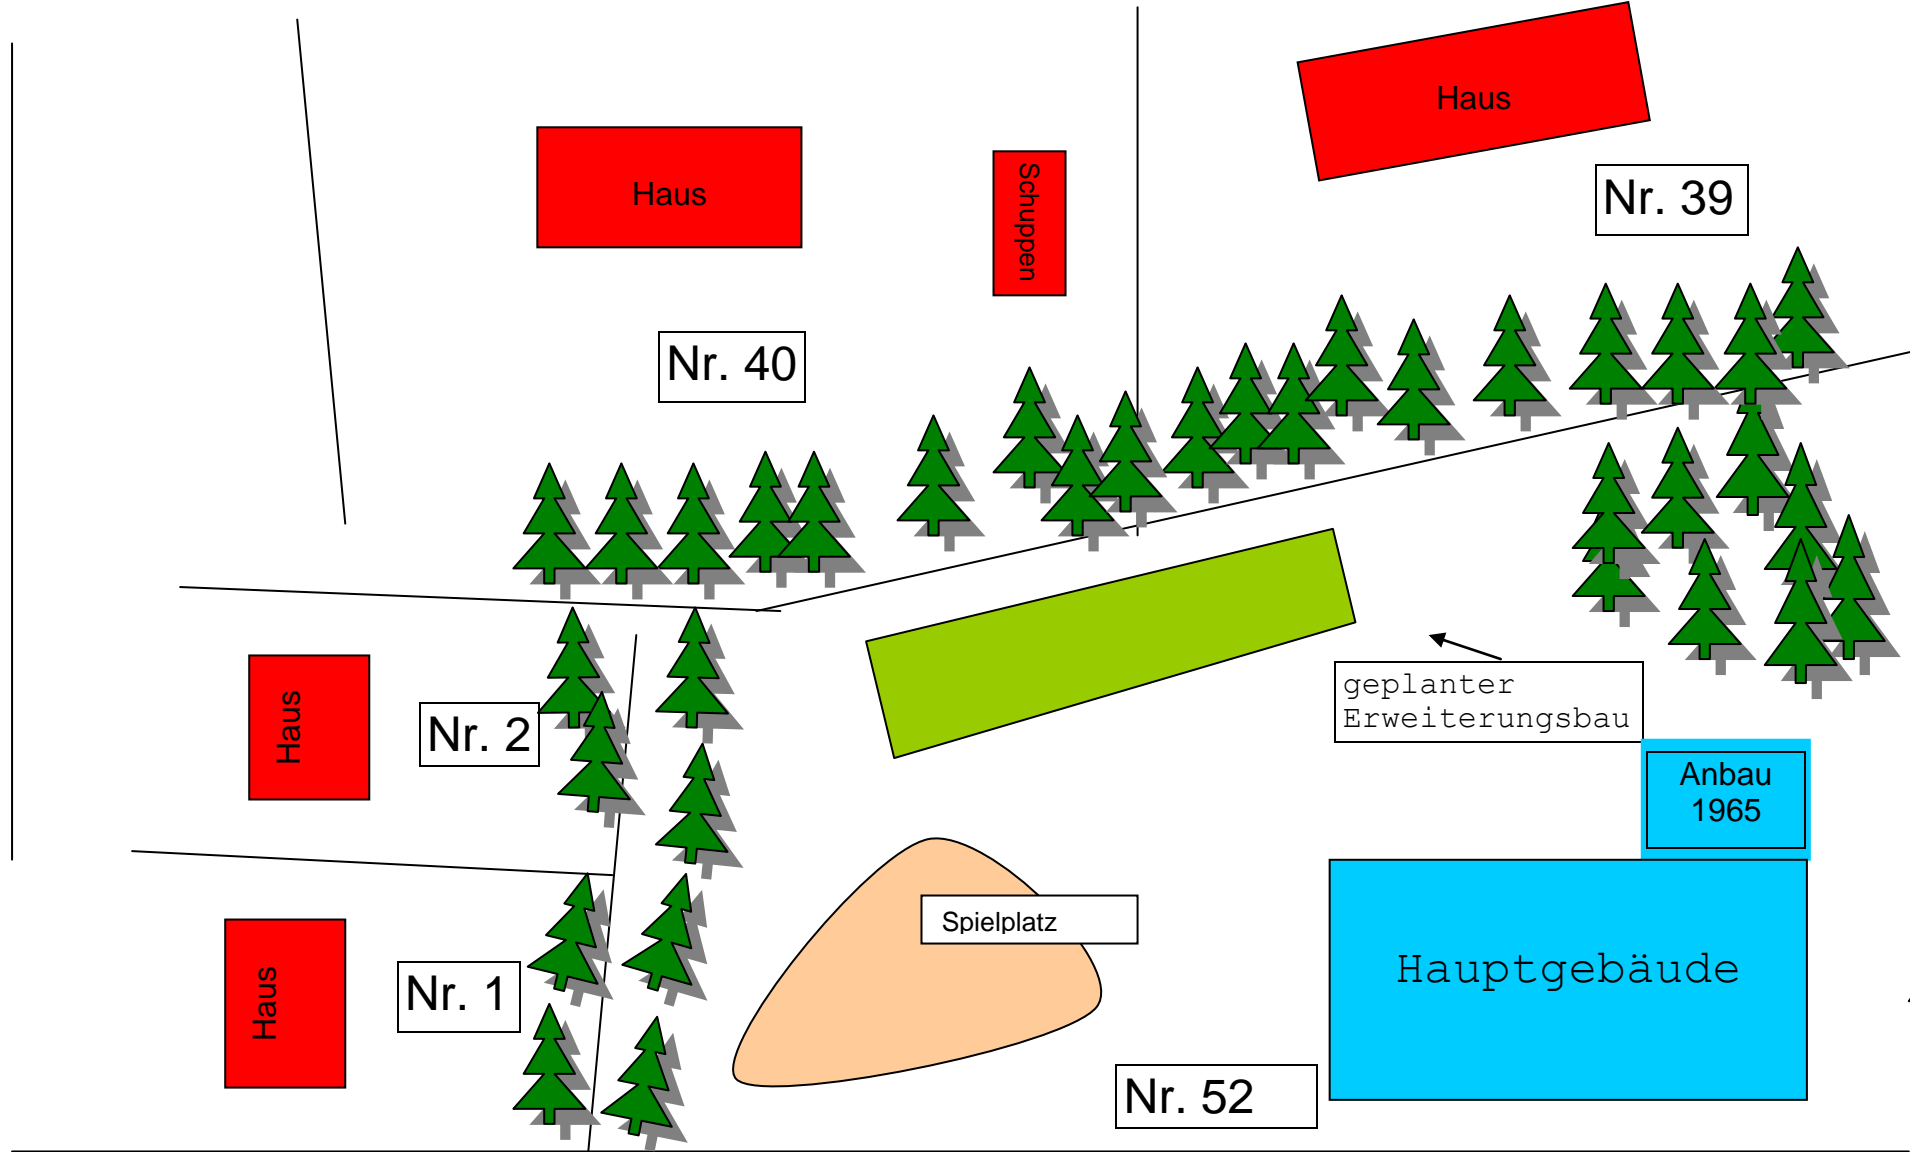 Haus
Haus
Schuppen
Nr. 39
Nr. 40
geplanter
Erweiterungsbau
Haus
Nr. 2
Anbau
1965
Spielplatz
Hauptgebäude
Haus
Nr. 1
Nr. 52